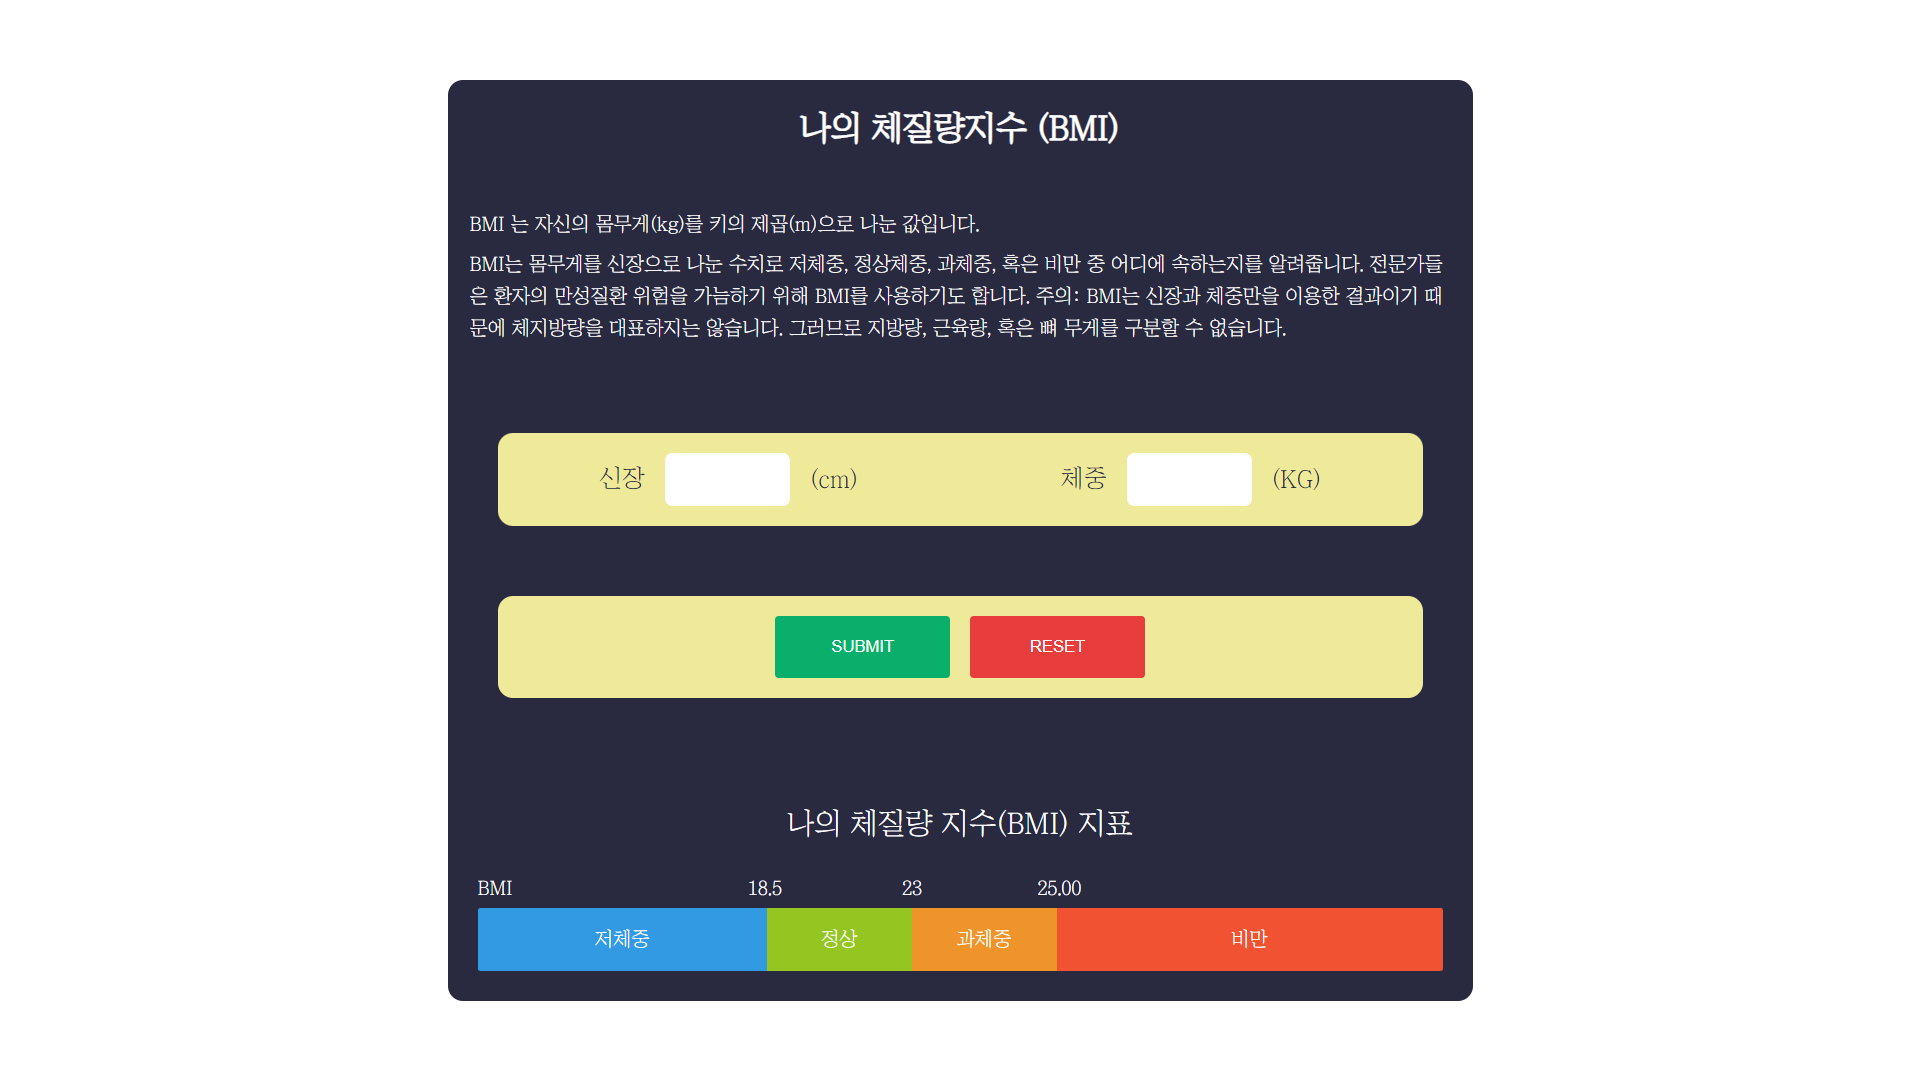 나의 체질량지수 (BMI)
BMI 는 자신의 몸무게(kg)를 키의 제곱(m)으로 나눈 값입니다.
BMI는 몸무게를 신장으로 나눈 수치로 저체중, 정상체중, 과체중, 혹은 비만 중 어디에 속하는지를 알려줍니다. 전문가들
은 환자의 만성질환 위험을 가늠하기 위해 BMI를 사용하기도 합니다. 주의: BMI는 신장과 체중만을 이용한 결과이기 때
문에 체지방량을 대표하지는 않습니다. 그러므로 지방량, 근육량, 혹은 뼈 무게를 구분할 수 없습니다.
신장 (cm) 체중 (KG)
SUBMIT RESET
나의 체질량 지수(BMI) 지표
BMI 18.5 23 25.00
저체중 정상 과체중 비만